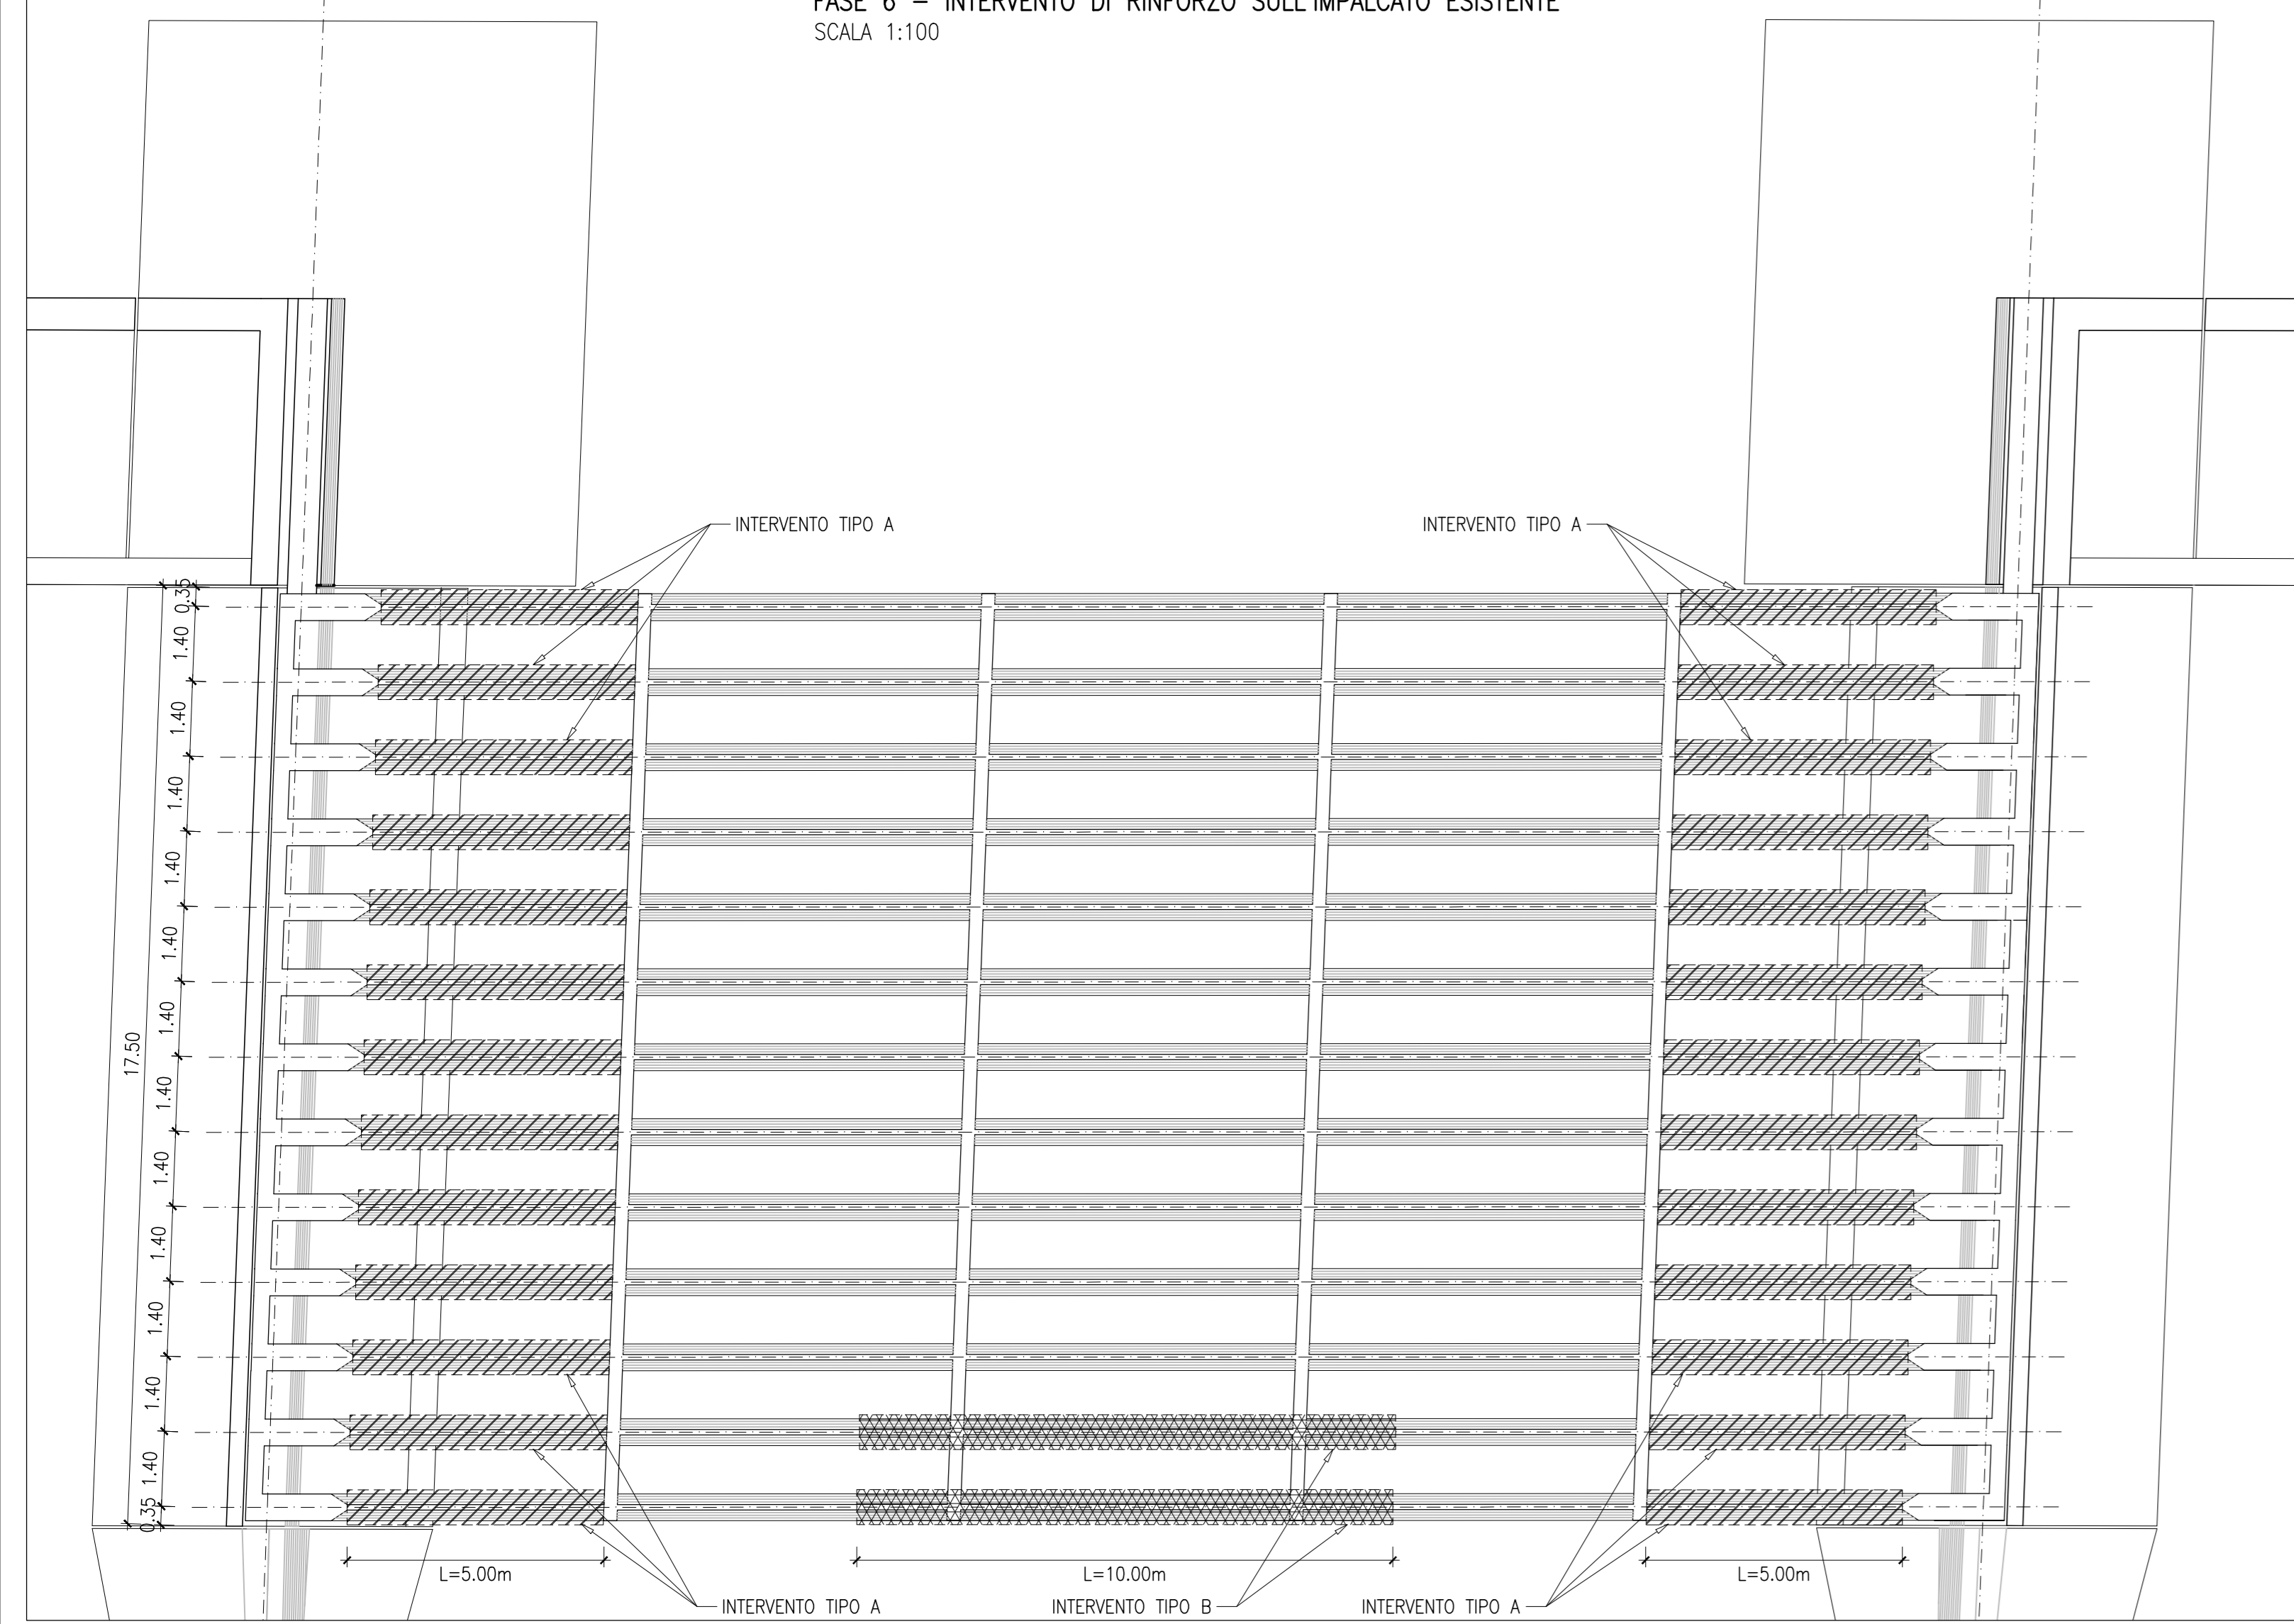 FASE 6 – INTERVENTO DI RINFORZO SULL'IMPALCATO ESISTENTE
SCALA 1:100
INTERVENTO TIPO A
INTERVENTO TIPO A
0.35
1.40
1.40
1.40
1.40
1.40
1.40
1.40
1.40
1.40
1.40
1.40
1.40
0.35
17.50
L=5.00m
L=10.00m
L=5.00m
INTERVENTO TIPO A
INTERVENTO TIPO B
INTERVENTO TIPO A